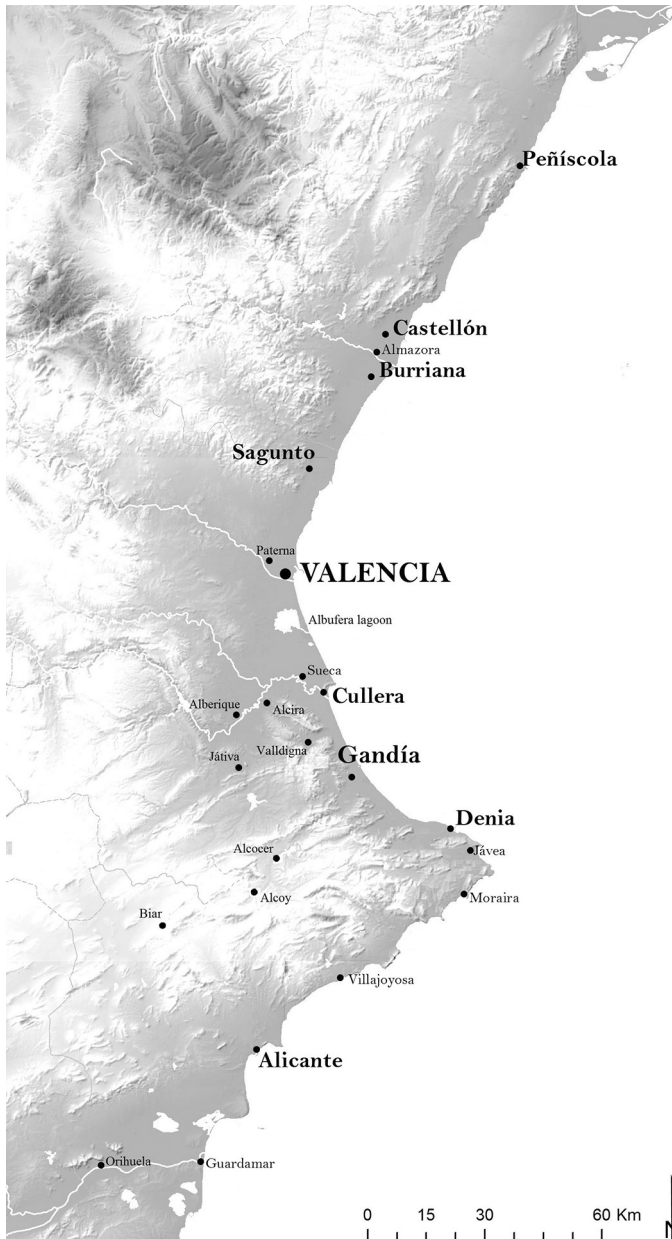 Peñíscola
Castellón
Almazora
Burriana
Sagunto
Paterna
VALENCIA
Albufera lagoon
Sueca
Cullera
Alberique
Alcira
Valldigna
Gandía
Játiva
Denia
Jávea
Alcocer
Alcoy
Moraira
Biar
Villajoyosa
Alicante
Orihuela
Guardamar
0 15 30 60 Km